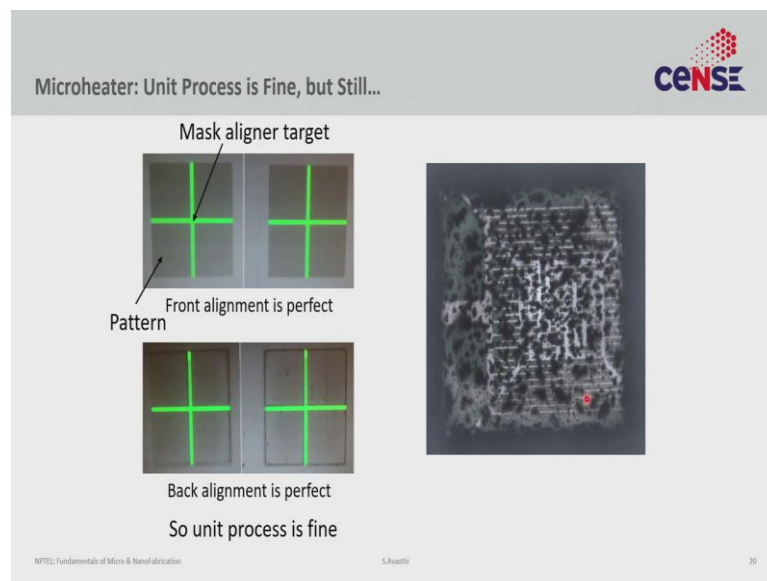 Microheater: Unit Process is Fine, but Still...
CeNSE
Mask aligner target
Front alignment is perfect
Pattern
Back alignment is perfect
So unit process is fine
NPTEL: Fundamentals of Micro & NanoFabrication
S.Avasthi
20